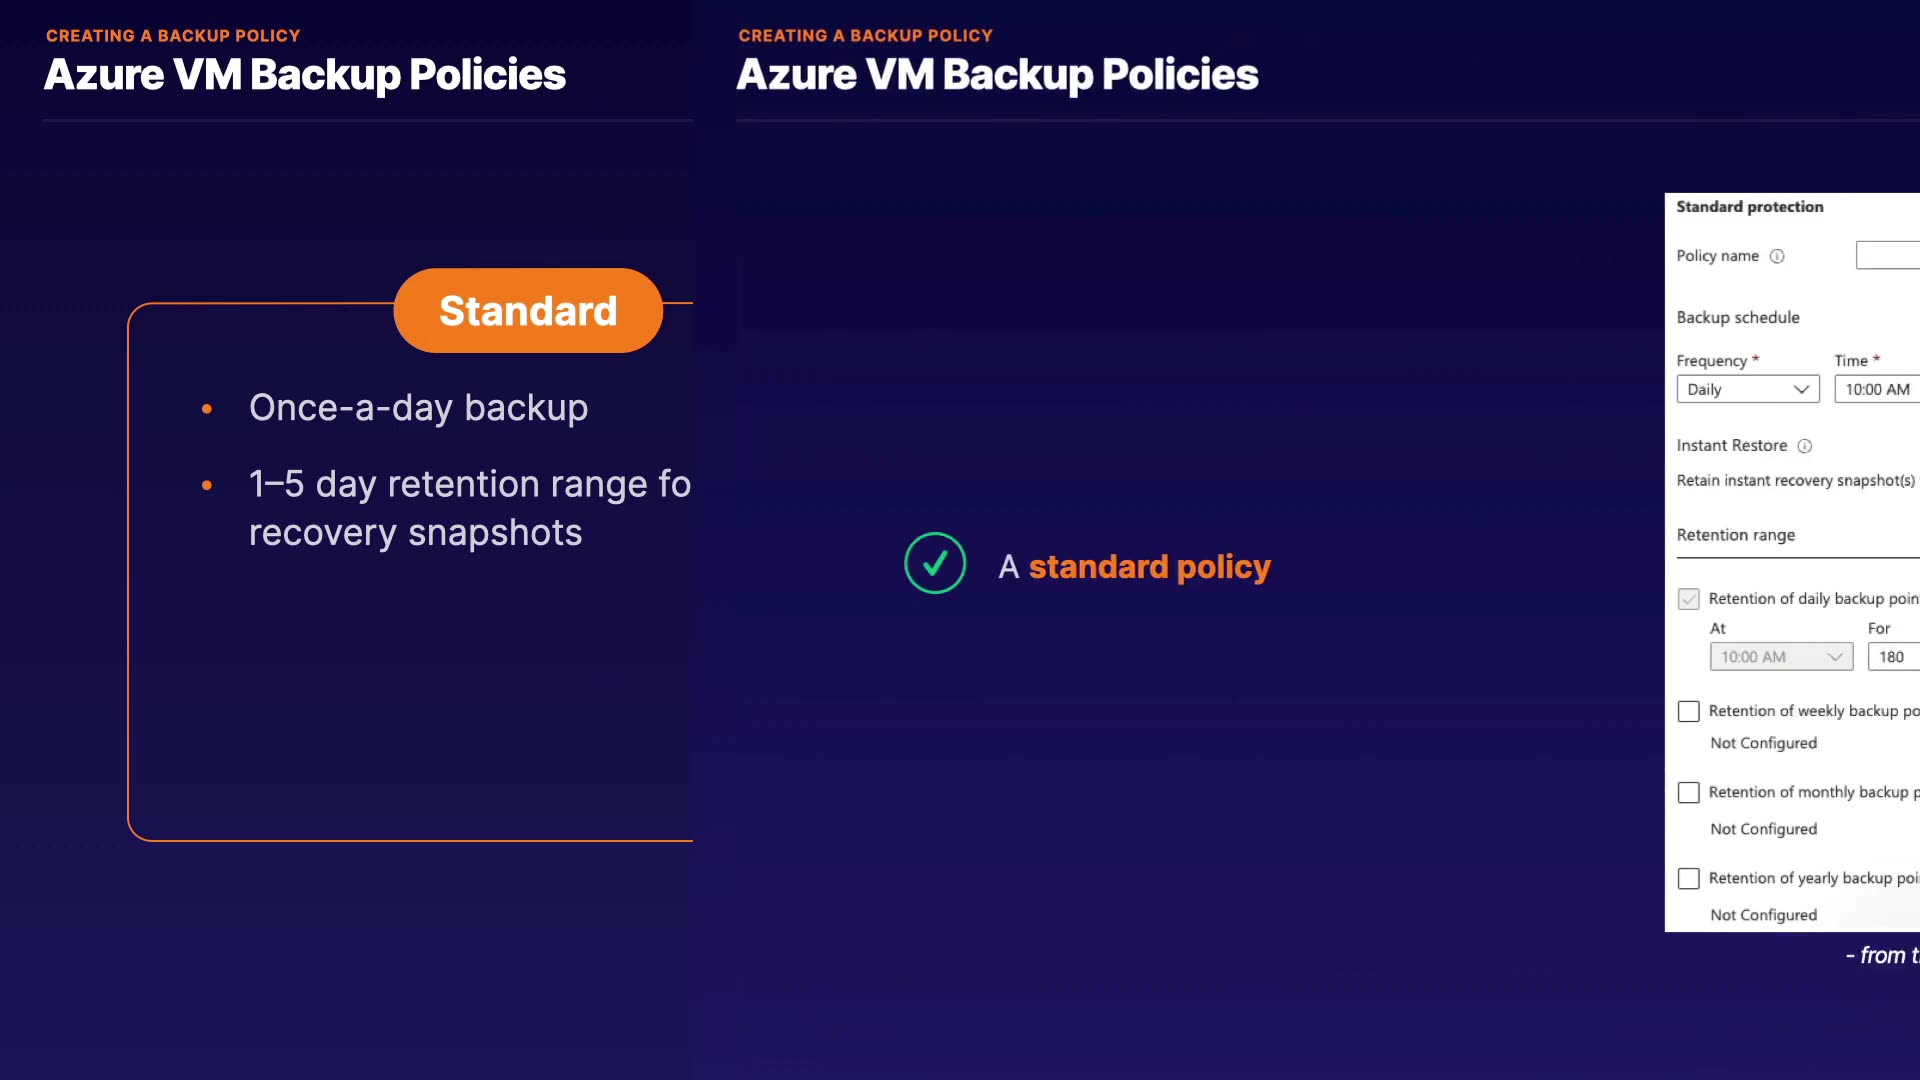 CREATING A BACKUP POLICY
Azure VM Backup Policies
Standard
• Once-a-day backup
• 1–5 day retention range
recovery snapshots
CREATING A BACKUP POLICY
Azure VM Backup Policies
A standard policy
Standard protection
Policy name
Backup schedule
Frequency * Time *
Daily 10:00 AM
Instant Restore
Retain instant recovery snapshot(s)
Retention range
Retention of daily backup
At For
10:00 AM 180
Retention of weekly backup
Not Configured
Retention of monthly backup
Not Configured
Retention of yearly backup
Not Configured
- from